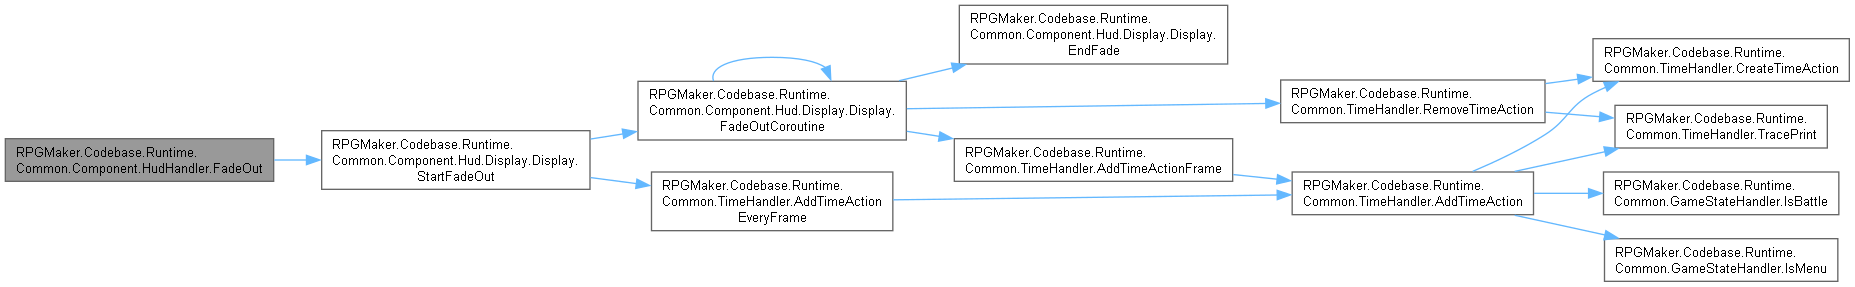 RPGMaker.Codebase.Runtime.
Common.Component.HudHandler.FadeOut
RPGMaker.Codebase.Runtime.
Common.Component.Hud.Display.Display.
StartFadeOut
RPGMaker.Codebase.Runtime.
Common.Component.Hud.Display.Display.
FadeOutCoroutine
RPGMaker.Codebase.Runtime.
Common.TimeHandler.AddTimeAction
EveryFrame
RPGMaker.Codebase.Runtime.
Common.Component.Hud.Display.Display.
EndFade
RPGMaker.Codebase.Runtime.
Common.TimeHandler.AddTimeActionFrame
RPGMaker.Codebase.Runtime.
Common.TimeHandler.RemoveTimeAction
RPGMaker.Codebase.Runtime.
Common.TimeHandler.AddTimeAction
RPGMaker.Codebase.Runtime.
Common.TimeHandler.CreateTimeAction
RPGMaker.Codebase.Runtime.
Common.TimeHandler.TracePrint
RPGMaker.Codebase.Runtime.
Common.GameStateHandler.IsBattle
RPGMaker.Codebase.Runtime.
Common.GameStateHandler.IsMenu